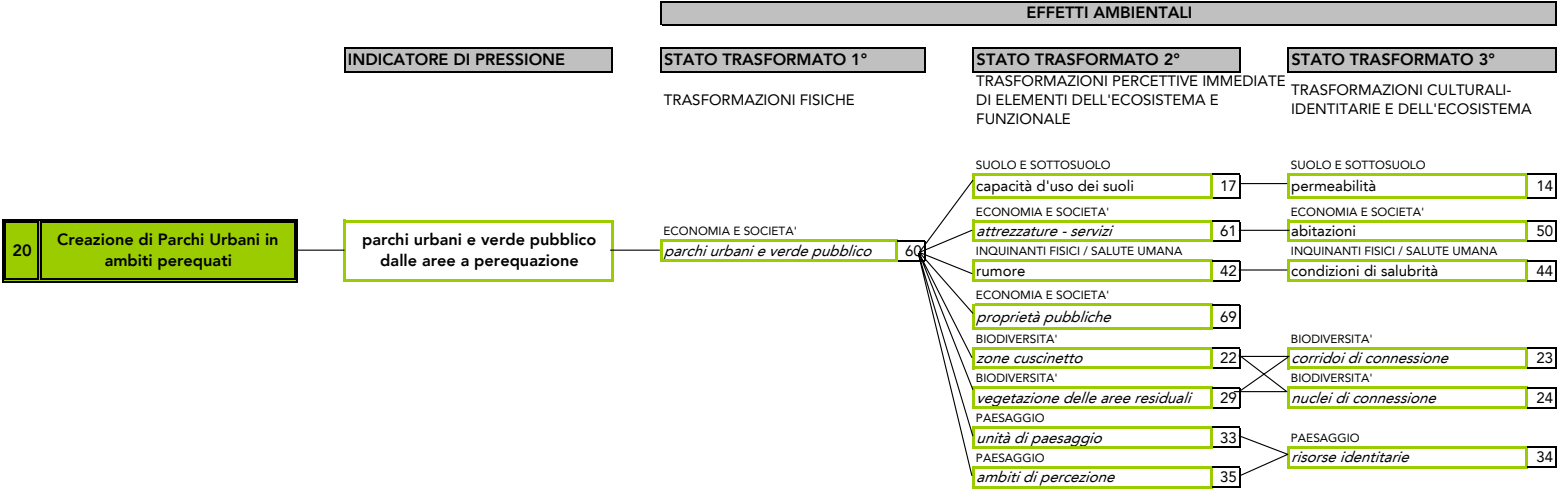 EFFETTI AMBIENTALI
INDICATORE DI PRESSIONE
STATO TRASFORMATO 1°
STATO TRASFORMATO 2°
STATO TRASFORMATO 3°
TRASFORMAZIONI FISICHE
TRASFORMAZIONI PERCETTIVE IMMEDIATE
DI ELEMENTI DELL'ECOSISTEMA E
FUNZIONALE
TRASFORMAZIONI CULTURALI-
IDENTITARIE E DELL'ECOSISTEMA
20
Creazione di Parchi Urbani in
ambiti perequati
parchi urbani e verde pubblico
dalle aree a perequazione
ECONOMIA E SOCIETA'
parchi urbani e verde pubblico 60
SUOLO E SOTTOSUOLO
capacità d'uso dei suoli 17
ECONOMIA E SOCIETA'
attrezzature - servizi 61
INQUINANTI FISICI / SALUTE UMANA
rumore 42
ECONOMIA E SOCIETA'
proprietà pubbliche 69
BIODIVERSITA'
zone cuscinetto 22
BIODIVERSITA'
vegetazione delle aree residuali 29
PAESAGGIO
unità di paesaggio 33
PAESAGGIO
ambiti di percezione 35
SUOLO E SOTTOSUOLO
permeabilità 14
ECONOMIA E SOCIETA'
abitazioni 50
INQUINANTI FISICI / SALUTE UMANA
condizioni di salubrità 44
BIODIVERSITA'
corridoi di connessione 23
BIODIVERSITA'
nuclei di connessione 24
PAESAGGIO
risorse identitarie 34